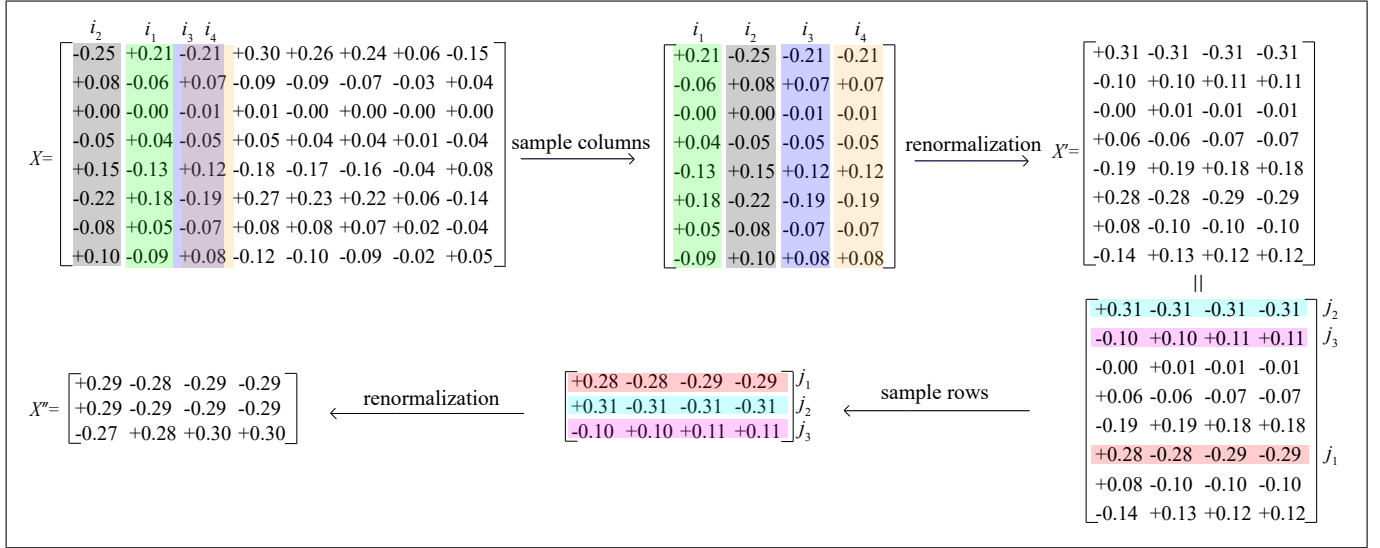 i2 i1 i3 i4
-0.25 +0.21 -0.21 +0.30 +0.26 +0.24 +0.06 -0.15
+0.08 -0.06 +0.07 -0.09 -0.09 -0.07 -0.03 +0.04
+0.00 -0.00 -0.01 +0.01 -0.00 +0.00 -0.00 +0.00
-0.05 +0.04 -0.05 +0.05 +0.04 +0.04 +0.01 -0.04
X= +0.15 -0.13 +0.12 -0.18 -0.17 -0.16 -0.04 +0.08
-0.22 +0.18 -0.19 +0.27 +0.23 +0.22 +0.06 -0.14
-0.08 +0.05 -0.07 +0.08 +0.08 +0.07 +0.02 -0.04
+0.10 -0.09 +0.08 -0.12 -0.10 -0.09 -0.02 +0.05
sample columns
i1 i2 i3 i4
+0.21 -0.25 -0.21 -0.21
-0.06 +0.08 +0.07 +0.07
-0.00 +0.00 -0.01 -0.01
+0.04 -0.05 -0.05 -0.05
-0.13 +0.15 +0.12 +0.12
+0.18 -0.22 -0.19 -0.19
+0.05 -0.08 -0.07 -0.07
-0.09 +0.10 +0.08 +0.08
renormalization
+0.31 -0.31 -0.31 -0.31
-0.10 +0.10 +0.11 +0.11
-0.00 +0.01 -0.01 -0.01
+0.06 -0.06 -0.07 -0.07
X′= -0.19 +0.19 +0.18 +0.18
+0.28 -0.28 -0.29 -0.29
+0.08 -0.10 -0.10 -0.10
-0.14 +0.13 +0.12 +0.12
||
+0.31 -0.31 -0.31 -0.31 j2
-0.10 +0.10 +0.11 +0.11 j3
-0.00 +0.01 -0.01 -0.01
+0.06 -0.06 -0.07 -0.07
-0.19 +0.19 +0.18 +0.18
+0.28 -0.28 -0.29 -0.29 j1
+0.08 -0.10 -0.10 -0.10
-0.14 +0.13 +0.12 +0.12
sample rows
+0.28 -0.28 -0.29 -0.29 j1
+0.31 -0.31 -0.31 -0.31 j2
-0.10 +0.10 +0.11 +0.11 j3
renormalization
+0.29 -0.28 -0.29 -0.29
X″= +0.29 -0.29 -0.29 -0.29
-0.27 +0.28 +0.30 +0.30